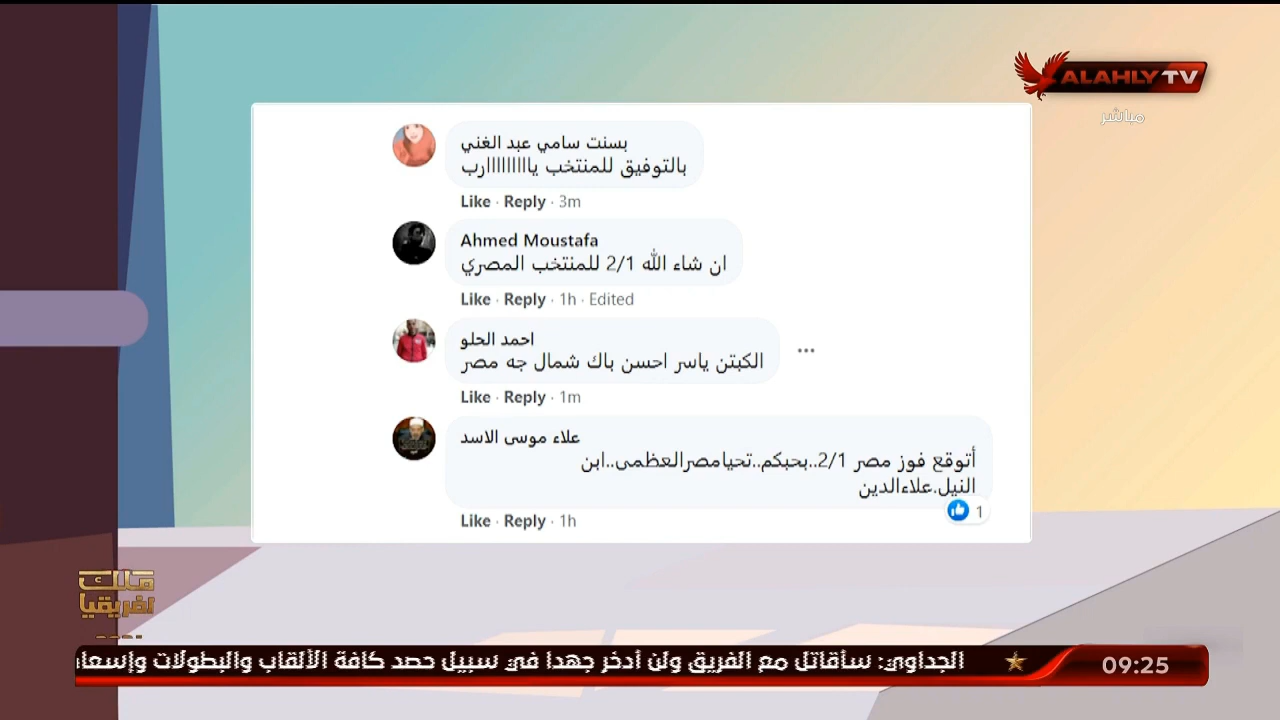 ALAHLY TV
مباشر
بسنت سامي عبد الغني
بالتوفيق للمنتخب ياااااااااارب
Like · Reply · 3m
Ahmed Moustafa
ان شاء الله 2/1 للمنتخب المصري
Like · Reply · 1h · Edited
احمد الحلو
الكبتن ياسر احسن باك شمال جه مصر
Like · Reply · 1m
علاء موسى الاسد
أتوقع فوز مصر 2/1..بحبكم..تحيامصرالعظمى..ابن
النيل.علاءالدين
1
Like · Reply · 1h
ملك
افريقيا
الجداوي: سأقاتل مع الفريق ولن أدخر جهدا في سبيل حصد كافة الألقاب والبطولات وإسعا
09:25